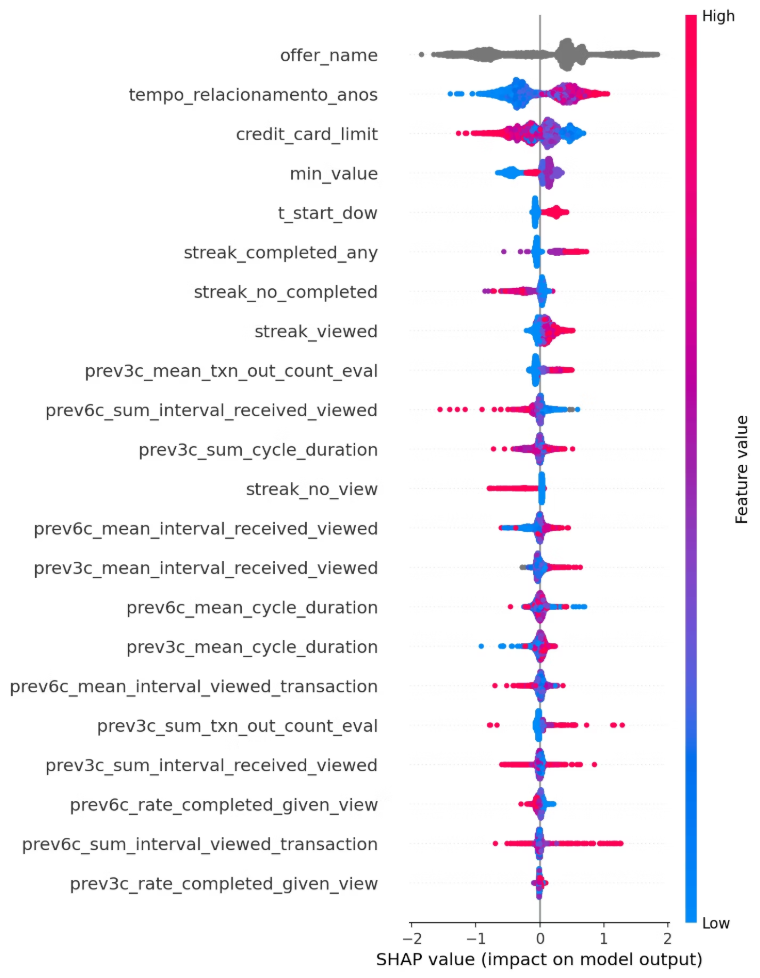 High
offer_name
tempo_relacionamento_anos
credit_card_limit
min_value
t_start_dow
streak_completed_any
streak_no_completed
streak_viewed
prev3c_mean_txn_out_count_eval
prev6c_sum_interval_received_viewed
prev3c_sum_cycle_duration
streak_no_view
prev6c_mean_interval_received_viewed
prev3c_mean_interval_received_viewed
prev6c_mean_cycle_duration
prev3c_mean_cycle_duration
prev6c_mean_interval_viewed_transaction
prev3c_sum_txn_out_count_eval
prev3c_sum_interval_received_viewed
prev6c_rate_completed_given_view
prev6c_sum_interval_viewed_transaction
prev3c_rate_completed_given_view
Feature value
Low
−2 −1 0 1 2
SHAP value (impact on model output)